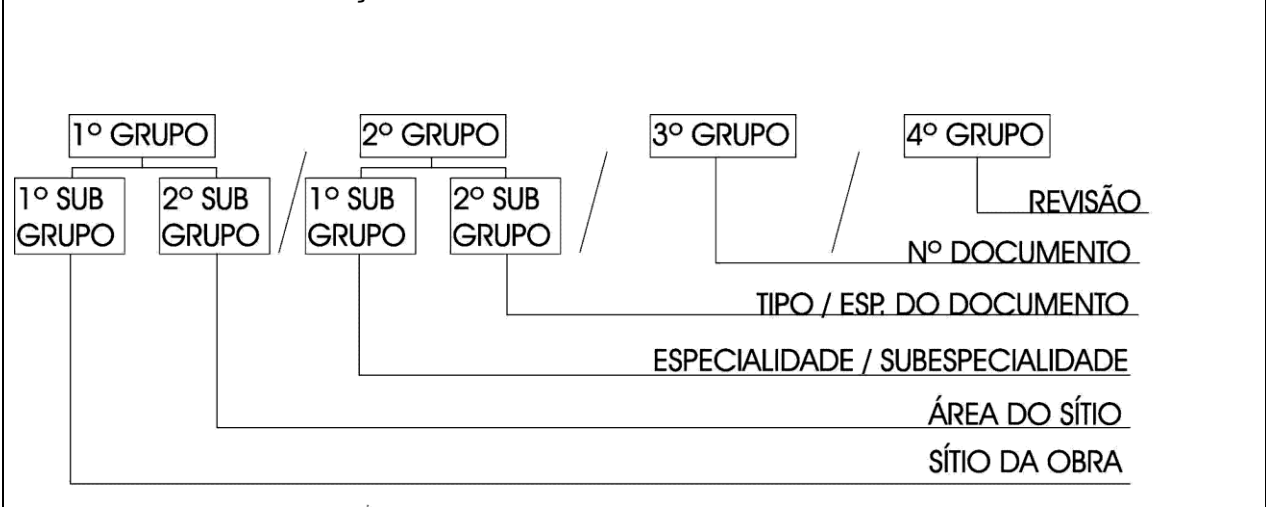 1º GRUPO
2º GRUPO
3º GRUPO
4º GRUPO
1º SUB
GRUPO
2º SUB
GRUPO
1º SUB
GRUPO
2º SUB
GRUPO
REVISÃO
Nº DOCUMENTO
TIPO / ESP. DO DOCUMENTO
ESPECIALIDADE / SUBESPECIALIDADE
ÁREA DO SÍTIO
SÍTIO DA OBRA